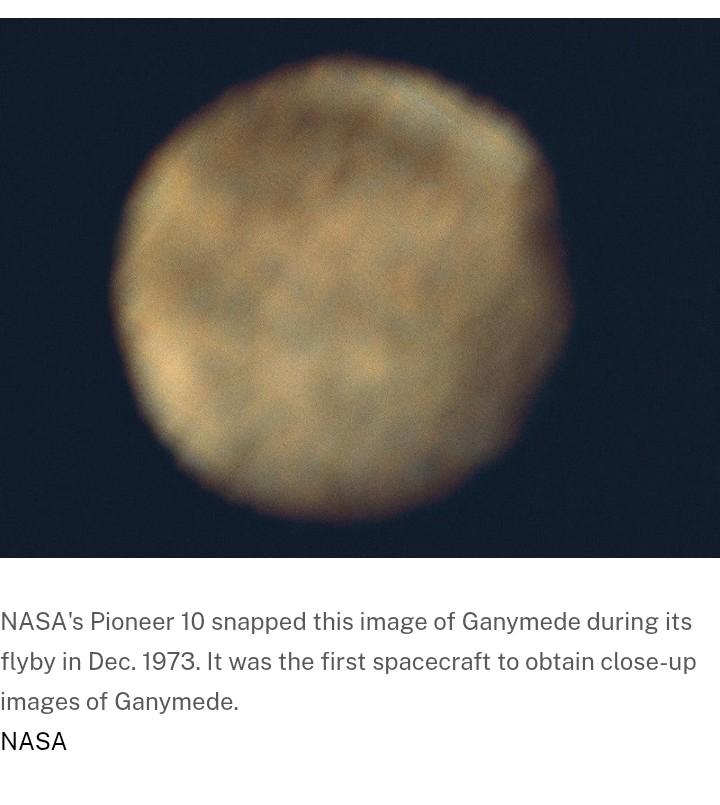 NASA's Pioneer 10 snapped this image of Ganymede during its
flyby in Dec. 1973. It was the first spacecraft to obtain close-up
images of Ganymede.
NASA